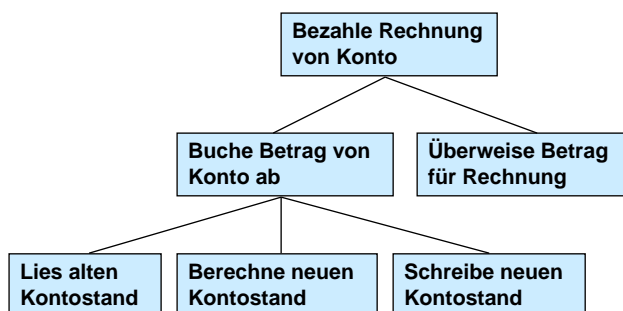 Bezahle Rechnung
von Konto
Buche Betrag von
Konto ab
Überweise Betrag
für Rechnung
Lies alten
Kontostand
Berechne neuen
Kontostand
Schreibe neuen
Kontostand